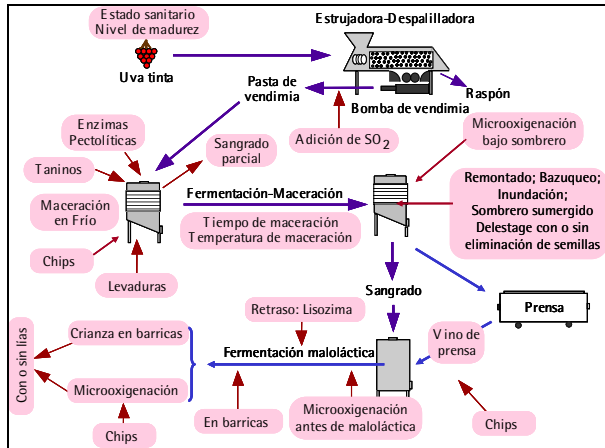 Estado sanitario
Nivel de madurez
Uva tinta
Estrujadora-Despalilladora
Raspón
Pasta de
vendimia
Bomba de vendimia
Adición de SO2
Enzimas
Pectolíticas
Sangrado
parcial
Taninos
Maceración
en Frío
Chips
Levaduras
Fermentación-Maceración
Tiempo de maceración
Temperatura de maceración
Microoxigenación
bajo sombrero
Remontado; Bazuqueo;
Inundación;
Sombrero sumergido
Delestage con o sin
eliminación de semillas
Sangrado
Prensa
Vino de
prensa
Chips
Retraso: Lisozima
Fermentación maloláctica
En barricas
Microoxigenación
antes de maloláctica
Crianza en barricas
Microoxigenación
Chips
Con o sin lias